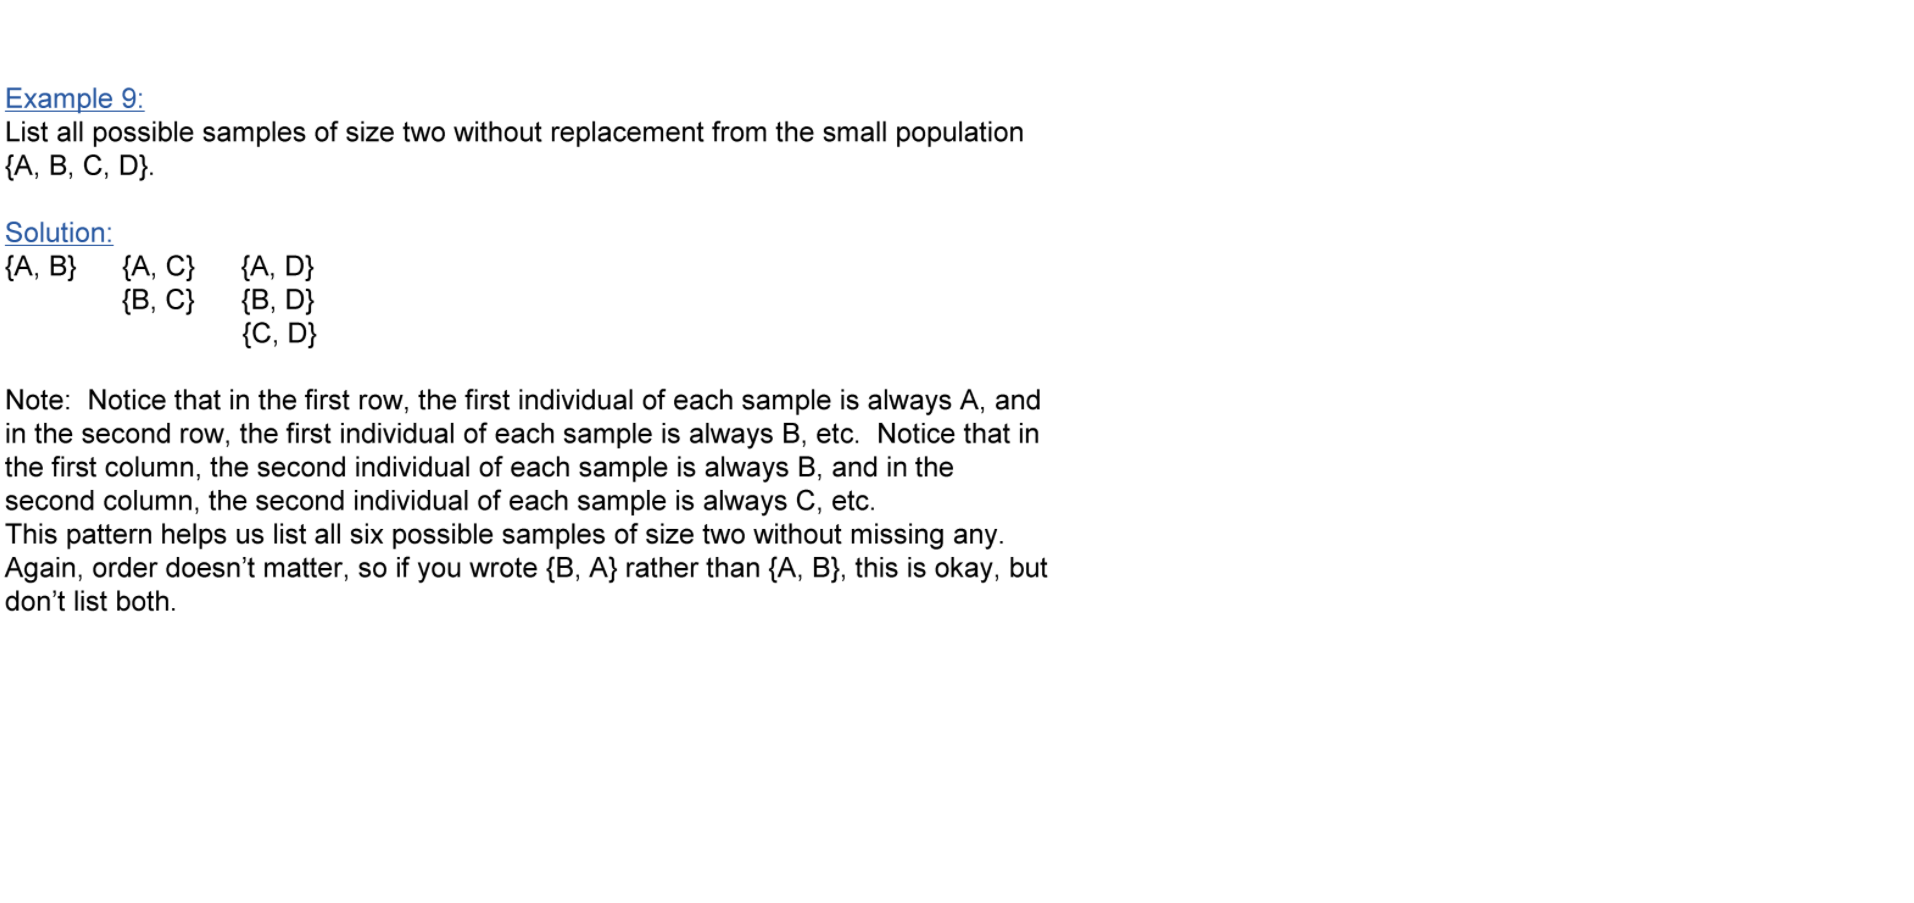 Example 9:
List all possible samples of size two without replacement from the small population
{A, B, C, D}.
Solution:
{A, B} {A, C} {A, D}
{B, C} {B, D}
{C, D}
Note:  Notice that in the first row, the first individual of each sample is always A, and
in the second row, the first individual of each sample is always B, etc.  Notice that in
the first column, the second individual of each sample is always B, and in the
second column, the second individual of each sample is always C, etc.
This pattern helps us list all six possible samples of size two without missing any.
Again, order doesn’t matter, so if you wrote {B, A} rather than {A, B}, this is okay, but
don’t list both.